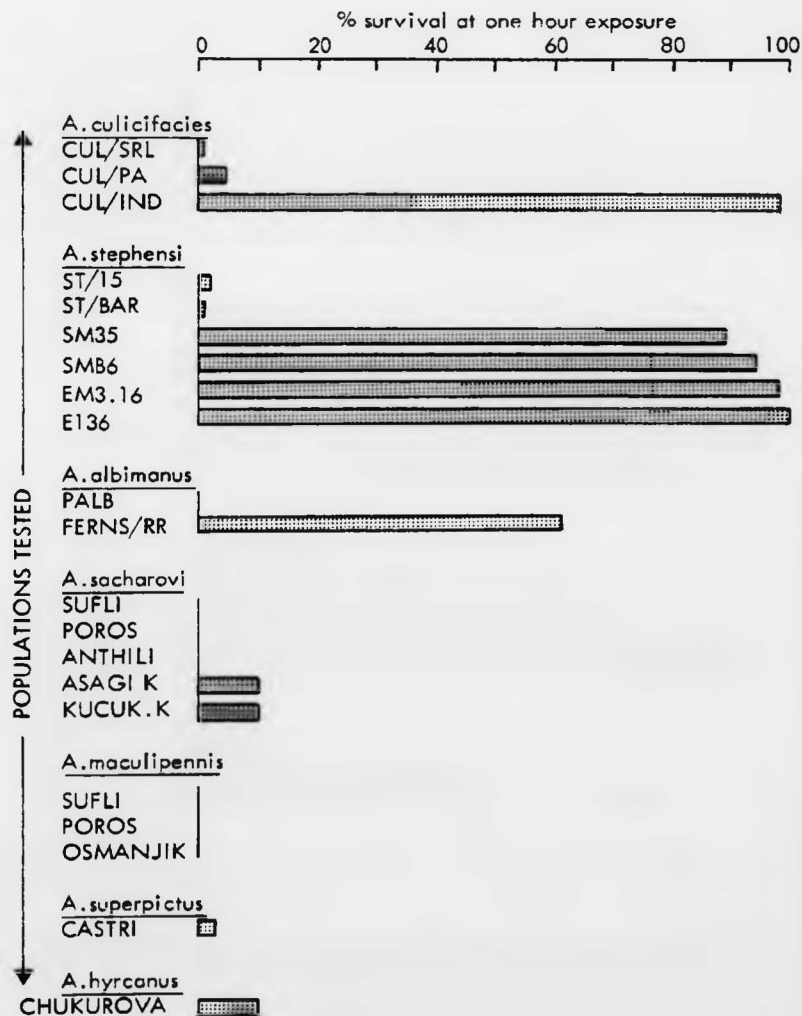 % survival at one hour exposure
0 20 40 60 80 100
POPULATIONS TESTED
A.culicifacies
CUL/SRL
CUL/PA
CUL/IND
A.stephensi
ST/15
ST/BAR
SM35
SMB6
EM3.16
E136
A.albimanus
PALB
FERNS/RR
A.sacharovi
SUFLI
POROS
ANTHILI
ASAGI K
KUCUK.K
A.maculipennis
SUFLI
POROS
OSMANJIK
A.superpictus
CASTRI
A.hyrcanus
CHUKUROVA